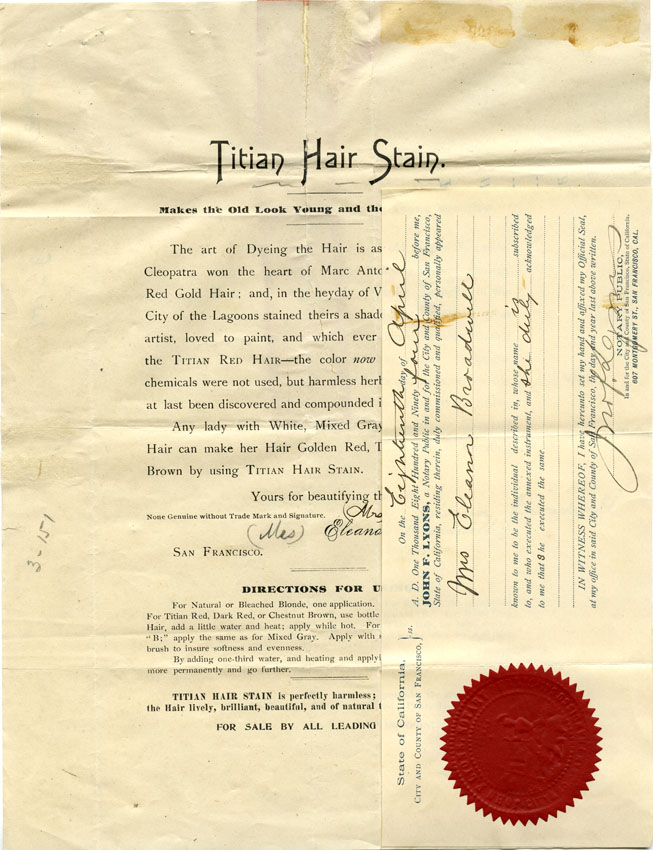 Titian Hair Stain.
Makes the Old Look Young and the
The art of Dyeing the Hair is as
Cleopatra won the heart of Marc Anto
Red Gold Hair; and, in the heyday of V
City of the Lagoons stained theirs a shad
artist, loved to paint, and which ever
the Titian Red Hair—the color now
chemicals were not used, but harmless her
at last been discovered and compounded i
Any lady with White, Mixed Gray
Hair can make her Hair Golden Red, T
Brown by using Titian Hair Stain.
Yours for beautifying th
None Genuine without Trade Mark and Signature.
Mrs
(Mrs) Eleano
San Francisco.
DIRECTIONS FOR U
For Natural or Bleached Blonde, one application.
For Titian Red, Dark Red, or Chestnut Brown, use bottle
Hair, add a little water and heat; apply while hot. For
"B;" apply the same as for Mixed Gray. Apply with
brush to insure softness and evenness.
By adding one-third water, and heating and applyi
more permanently and go further.
TITIAN HAIR STAIN is perfectly harmless;
the Hair lively, brilliant, beautiful, and of natural
FOR SALE BY ALL LEADING
3-151
State of California,
City and County of San Francisco, } ss.
On the Eighteenth day of April before me,
A. D. One Thousand Eight Hundred and Ninety four
JOHN F. LYONS, a Notary Public in and for the City and County of San Francisco,
State of California, residing therein, duly commissioned and qualified, personally appeared
Mrs Eleanor Broadwell
known to me to be the individual described in, whose name is subscribed
to, and who executed the annexed instrument, and she duly acknowledged
to me that she executed the same
IN WITNESS WHEREOF, I have hereunto set my hand and affixed my Official Seal,
at my office in said City and County of San Francisco, the day and year last above written.
Jno. F. Lyons
NOTARY PUBLIC,
In and for the City and County of San Francisco, State of California,
607 MONTGOMERY ST., SAN FRANCISCO, CAL.